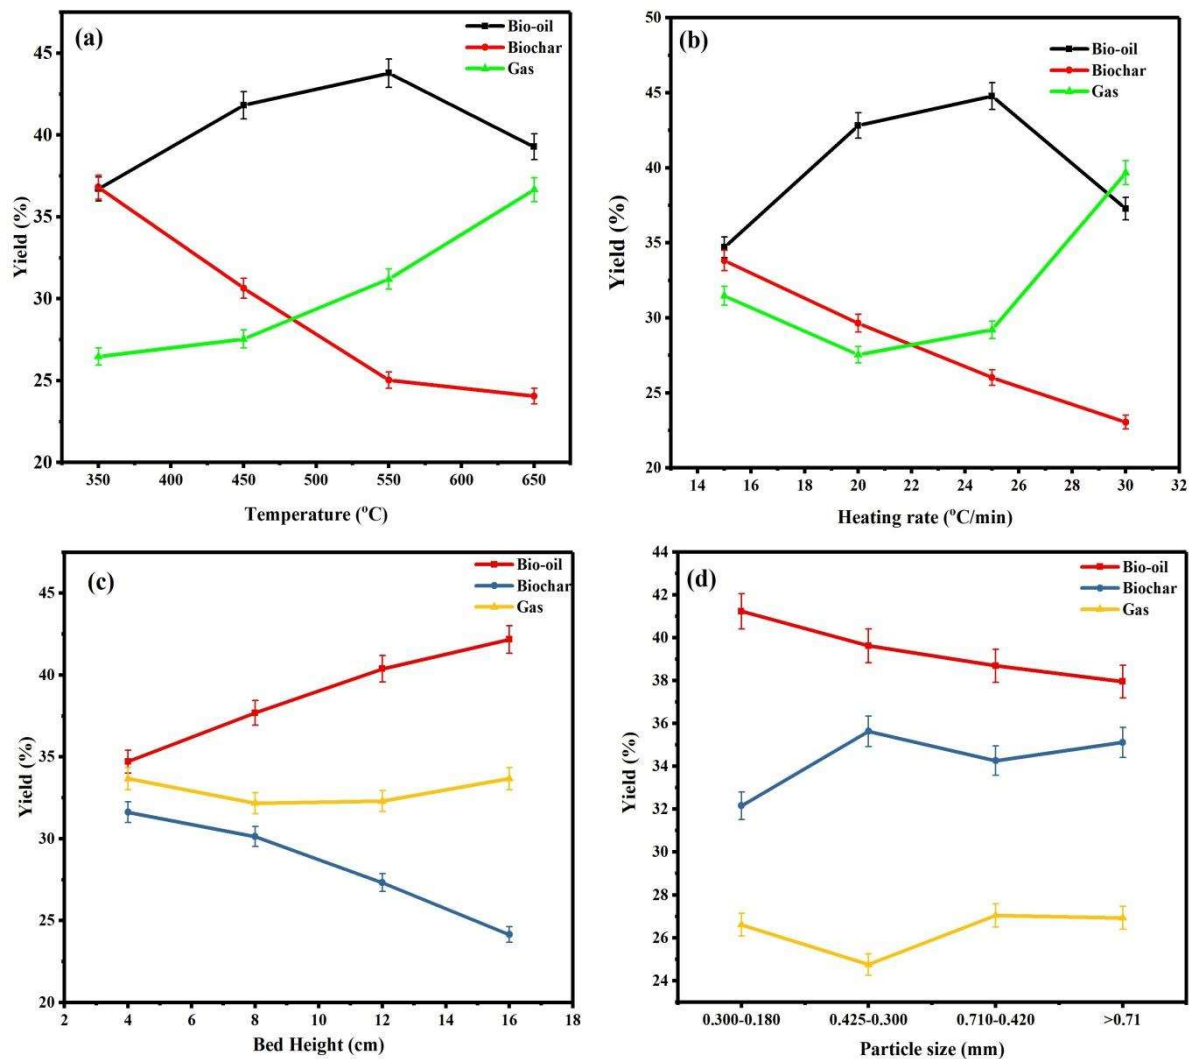 (a)
Bio-oil
Biochar
Gas
45
40
35
30
25
20
Yield (%)
350 400 450 500 550 600 650
Temperature (°C)
(b)
Bio-oil
Biochar
Gas
50
45
40
35
30
25
20
Yield (%)
14 16 18 20 22 24 26 28 30 32
Heating rate (°C/min)
(c)
Bio-oil
Biochar
Gas
45
40
35
30
25
20
Yield (%)
2 4 6 8 10 12 14 16 18
Bed Height (cm)
(d)
Bio-oil
Biochar
Gas
44
42
40
38
36
34
32
30
28
26
24
Yield (%)
0.300-0.180 0.425-0.300 0.710-0.420 >0.71
Particle size (mm)